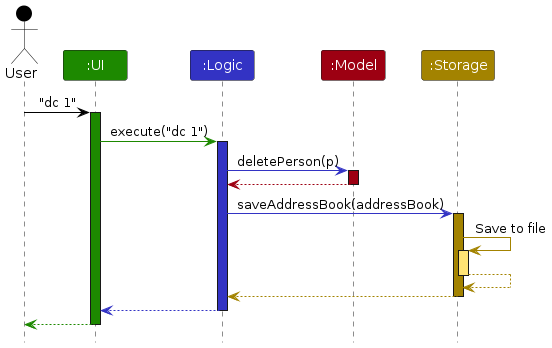 :UI
:Logic
:Model
:Storage
User
"dc 1"
execute("dc 1")
deletePerson(p)
saveAddressBook(addressBook)
Save to file